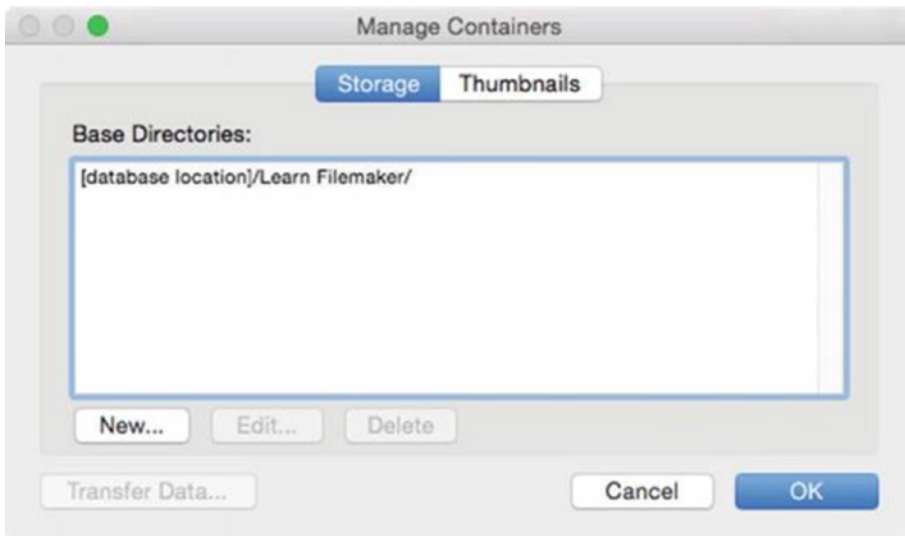 Manage Containers
Storage Thumbnails
Base Directories:
[database location]/Learn Filemaker/
New... Edit... Delete
Transfer Data... Cancel OK